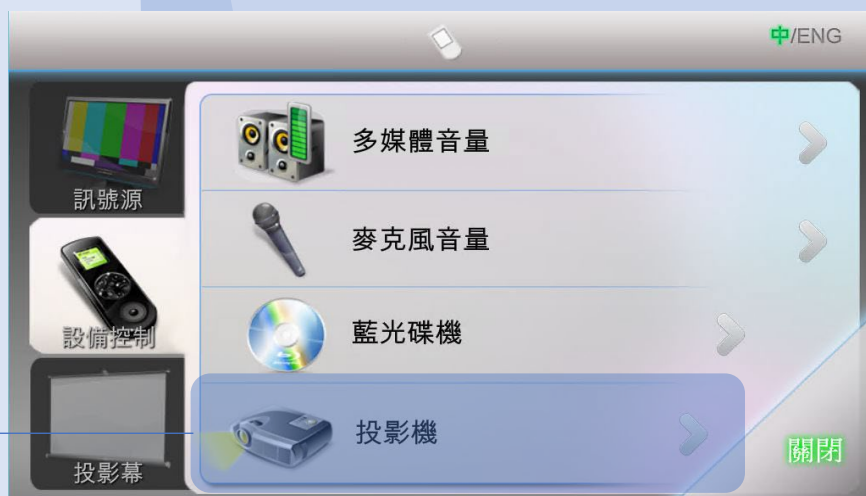 中/ENG
訊號源
設備控制
投影幕
多媒體音量
麥克風音量
藍光碟機
投影機
關閉